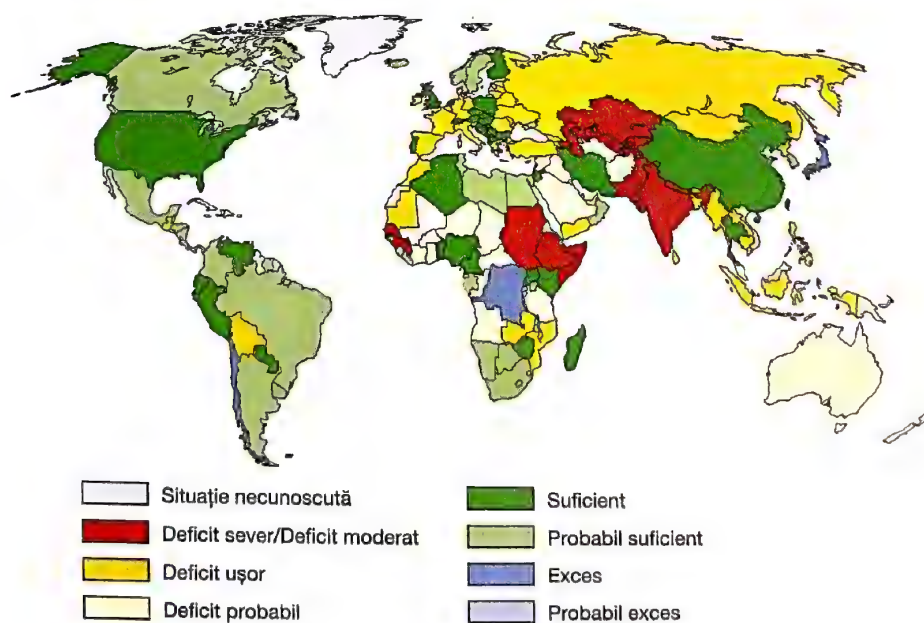 Situație necunoscută
Deficit sever/Deficit moderat
Deficit ușor
Deficit probabil
Suficient
Probabil suficient
Exces
Probabil exces